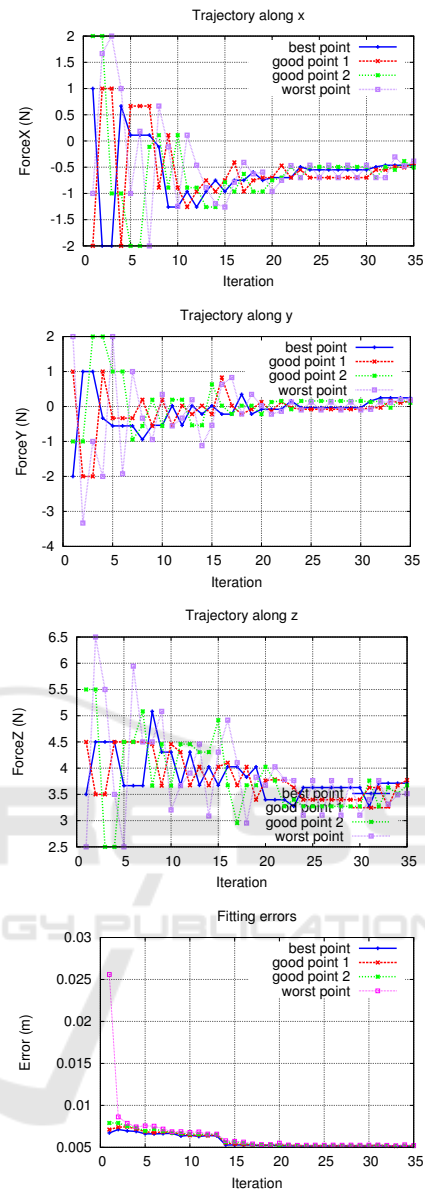 Trajectory along x
best point
good point 1
good point 2
worst point
ForceX (N)
2
1.5
1
0.5
0
-0.5
-1
-1.5
-2
0 5 10 15 20 25 30 35
Iteration
Trajectory along y
best point
good point 1
good point 2
worst point
ForceY (N)
2
1
0
-1
-2
-3
-4
0 5 10 15 20 25 30 35
Iteration
Trajectory along z
ForceZ (N)
6.5
6
5.5
5
4.5
4
3.5
3
2.5
best point
good point 1
good point 2
worst point
0 5 10 15 20 25 30 35
Iteration
GY PUBLICATION
Fitting errors
best point
good point 1
good point 2
worst point
Error (m)
0.03
0.025
0.02
0.015
0.01
0.005
0 5 10 15 20 25 30 35
Iteration